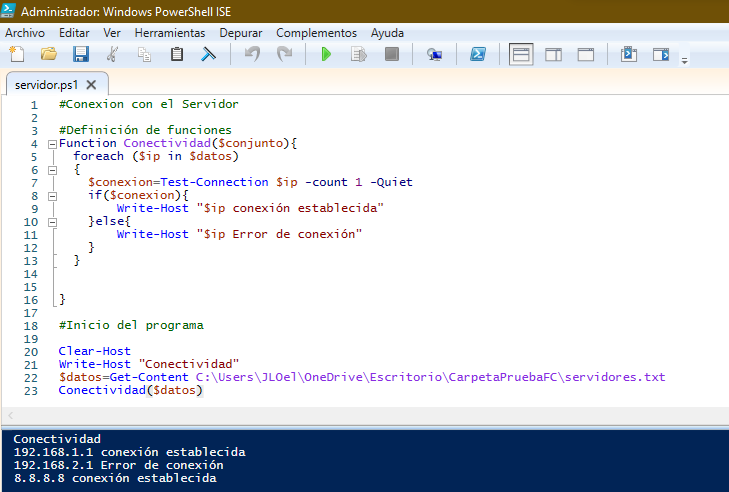 Administrador: Windows PowerShell ISE
Archivo Editar Ver Herramientas Depurar Complementos Ayuda
servidor.ps1 X
1 #Conexion con el Servidor
2
3 #Definición de funciones
4 Function Conectividad($conjunto){
5 foreach ($ip in $datos)
6 {
7 $conexion=Test-Connection $ip -count 1 -Quiet
8 if($conexion){
9 Write-Host "$ip conexión establecida"
10 }else{
11 Write-Host "$ip Error de conexión"
12 }
13 }
14
15
16 }
17
18 #Inicio del programa
19
20 Clear-Host
21 Write-Host "Conectividad"
22 $datos=Get-Content C:\Users\JLOel\OneDrive\Escritorio\CarpetaPruebaFC\servidores.txt
23 Conectividad($datos)
Conectividad
192.168.1.1 conexión establecida
192.168.2.1 Error de conexión
8.8.8.8 conexión establecida